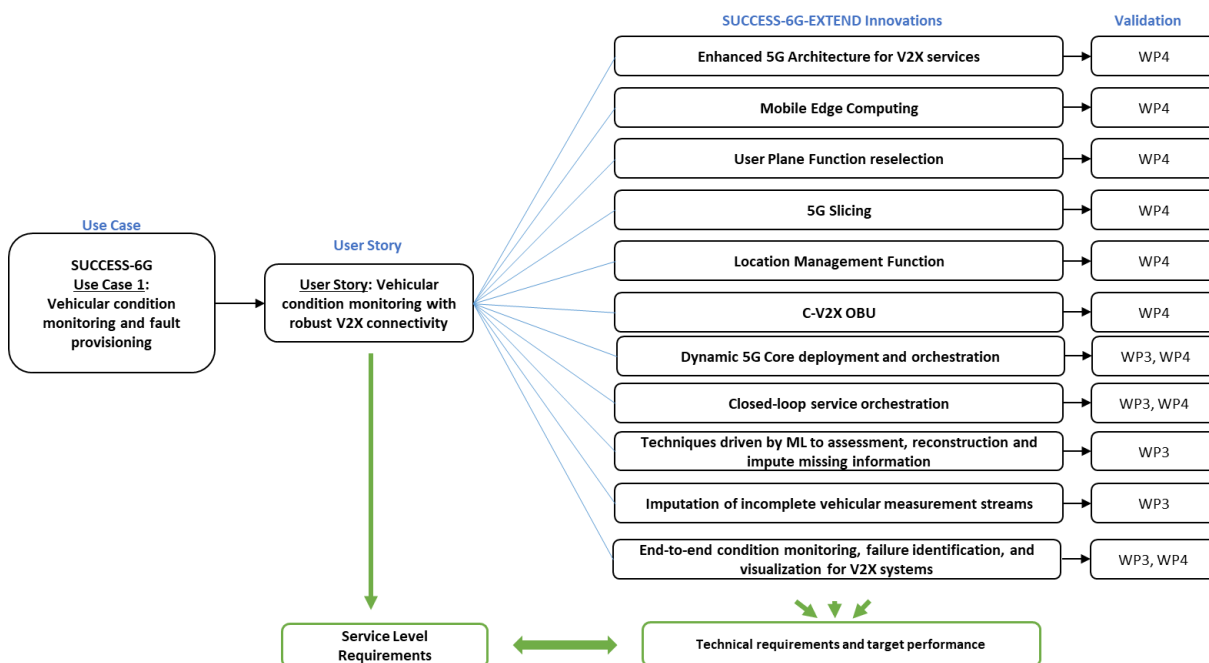 SUCCESS-6G-EXTEND Innovations
Validation
Enhanced 5G Architecture for V2X services
WP4
Mobile Edge Computing
WP4
User Plane Function reselection
WP4
5G Slicing
WP4
Use Case
SUCCESS-6G
Use Case 1:
Vehicular condition
monitoring and fault
provisioning
User Story
User Story: Vehicular
condition monitoring with
robust V2X connectivity
Location Management Function
WP4
C-V2X OBU
WP4
Dynamic 5G Core deployment and orchestration
WP3, WP4
Closed-loop service orchestration
WP3, WP4
Techniques driven by ML to assessment, reconstruction and
impute missing information
WP3
Imputation of incomplete vehicular measurement streams
WP3
End-to-end condition monitoring, failure identification, and
visualization for V2X systems
WP3, WP4
Service Level
Requirements
Technical requirements and target performance